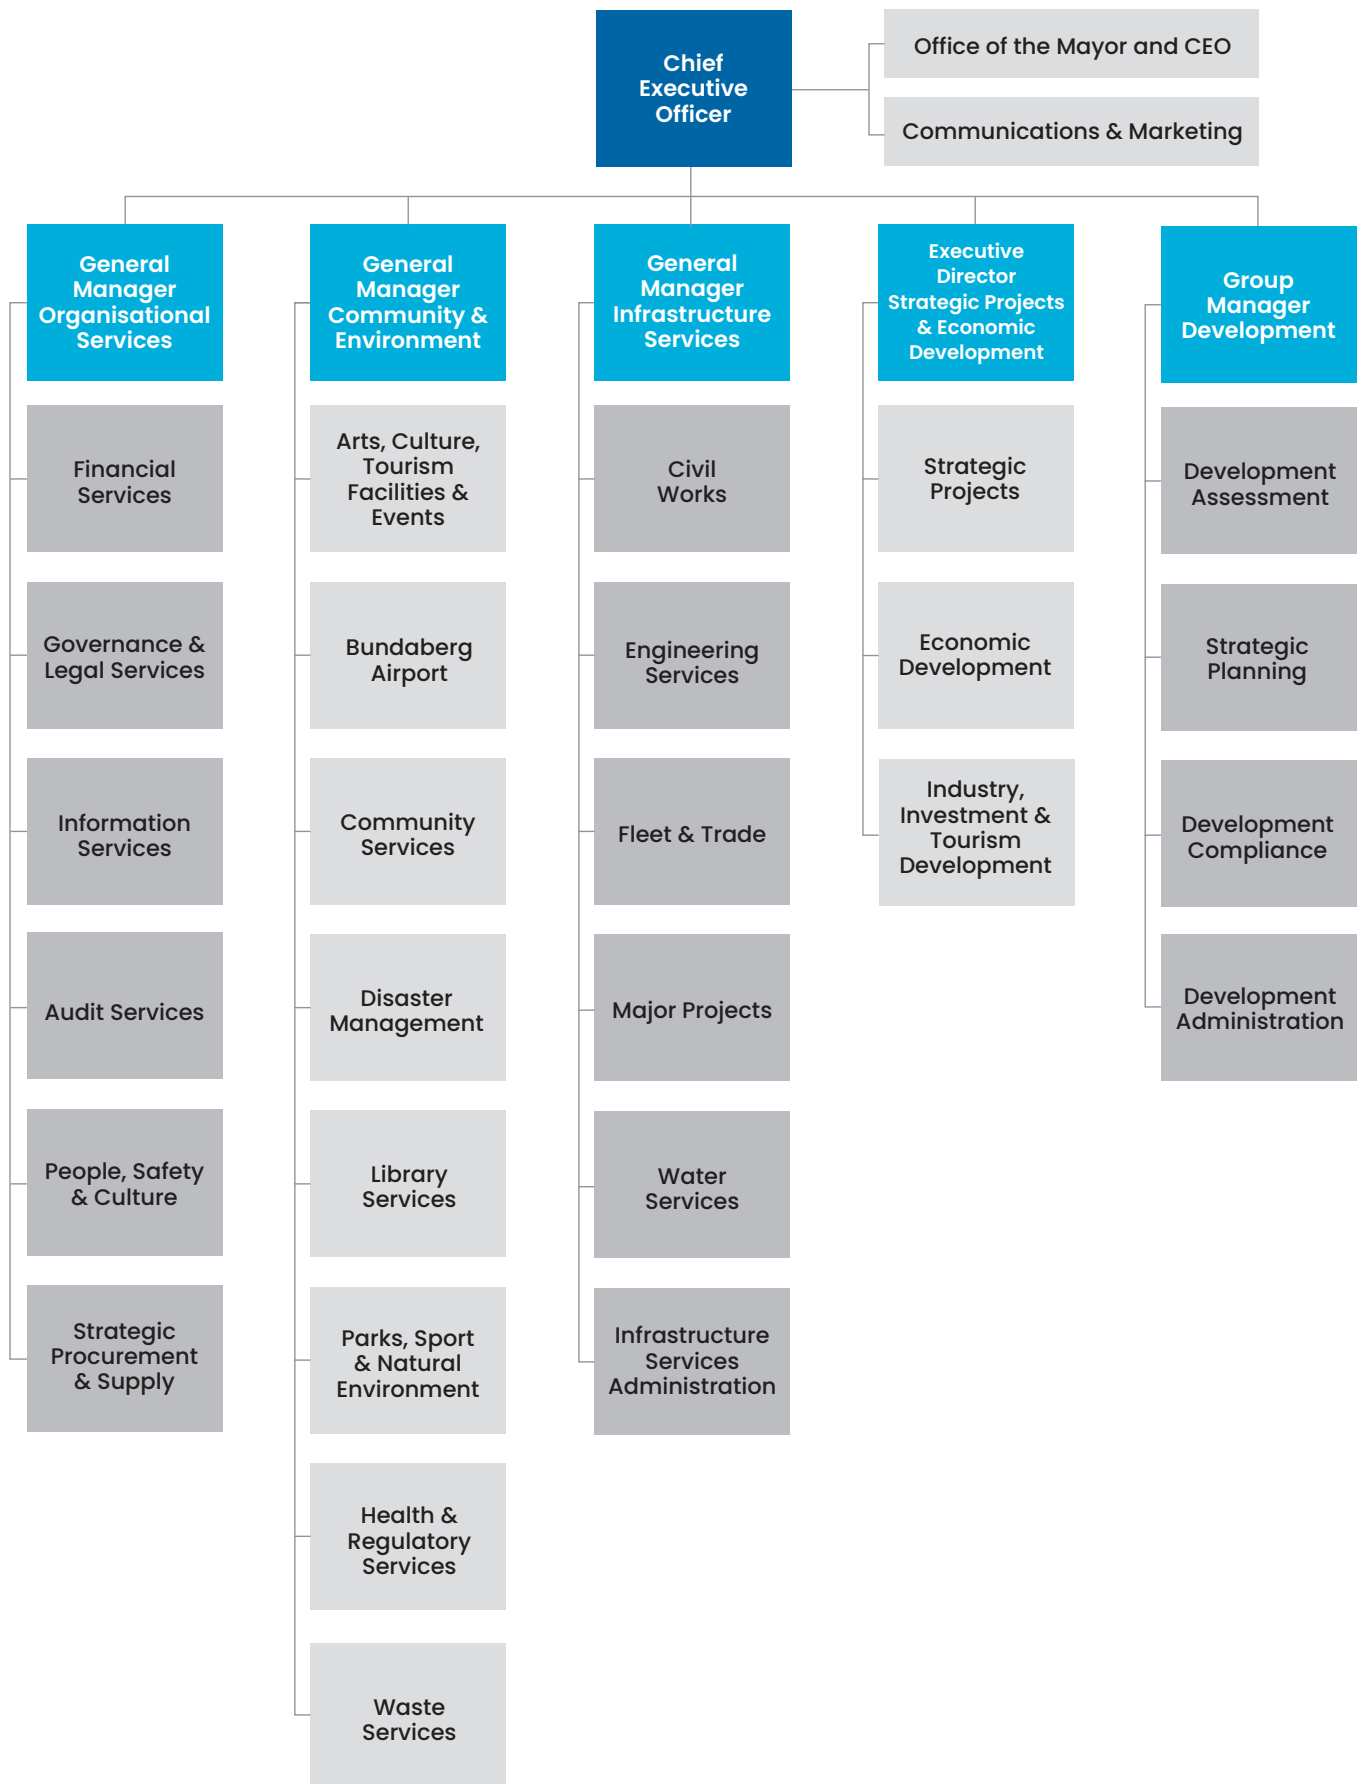 Chief
Executive
Officer
Office of the Mayor and CEO
Communications & Marketing
General
Manager
Organisational
Services
Financial
Services
Governance &
Legal Services
Information
Services
Audit Services
People, Safety
& Culture
Strategic
Procurement
& Supply
General
Manager
Community &
Environment
Arts, Culture,
Tourism
Facilities &
Events
Bundaberg
Airport
Community
Services
Disaster
Management
Library
Services
Parks, Sport
& Natural
Environment
Health &
Regulatory
Services
Waste
Services
General
Manager
Infrastructure
Services
Civil
Works
Engineering
Services
Fleet & Trade
Major Projects
Water
Services
Infrastructure
Services
Administration
Executive
Director
Strategic Projects
& Economic
Development
Strategic
Projects
Economic
Development
Industry,
Investment &
Tourism
Development
Group
Manager
Development
Development
Assessment
Strategic
Planning
Development
Compliance
Development
Administration